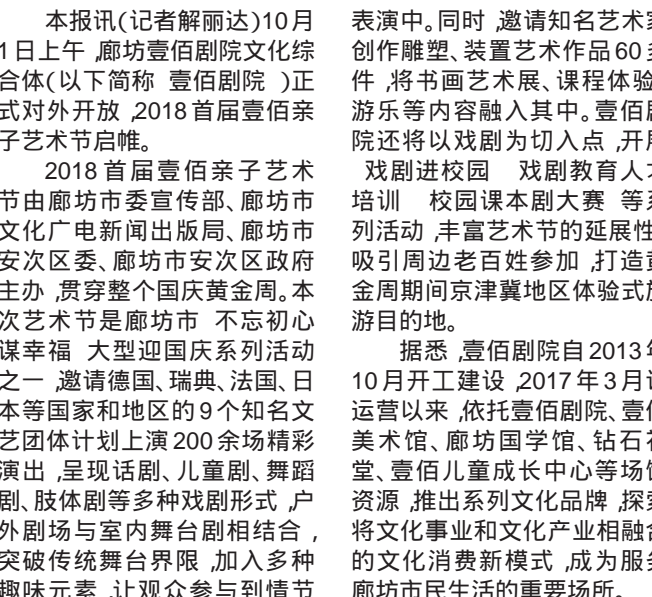 本报讯(记者解丽达)10月
1日上午 ,廊坊壹佰剧院文化综
合体(以下简称 壹佰剧院 )正
式对外开放 ,2018首届壹佰亲
子艺术节启帷。
2018首届壹佰亲子艺术
节由廊坊市委宣传部、廊坊市
文化广电新闻出版局、廊坊市
安次区委、廊坊市安次区政府
主办 ,贯穿整个国庆黄金周。本
次艺术节是廊坊市 不忘初心
谋幸福 大型迎国庆系列活动
之一 ,邀请德国、瑞典、法国、日
本等国家和地区的9个知名文
艺团体计划上演200余场精彩
演出 ,呈现话剧、儿童剧、舞蹈
剧、肢体剧等多种戏剧形式 ,户
外剧场与室内舞台剧相结合 ,
突破传统舞台界限 ,加入多种
趣味元素 ,让观众参与到情节
表演中。同时 ,邀请知名艺术家
创作雕塑、装置艺术作品60多
件 ,将书画艺术展、课程体验
游乐等内容融入其中。壹佰剧
院还将以戏剧为切入点 ,开展
戏剧进校园 戏剧教育人才
培训 校园课本剧大赛 等系
列活动 ,丰富艺术节的延展性
吸引周边老百姓参加 ,打造黄
金周期间京津冀地区体验式旅
游目的地。
据悉 ,壹佰剧院自2013年
10月开工建设 ,2017年3月试
运营以来 ,依托壹佰剧院、壹佰
美术馆、廊坊国学馆、钻石礼
堂、壹佰儿童成长中心等场馆
资源 ,推出系列文化品牌 ,探索
将文化事业和文化产业相融合
的文化消费新模式 ,成为服务
廊坊市民生活的重要场所。